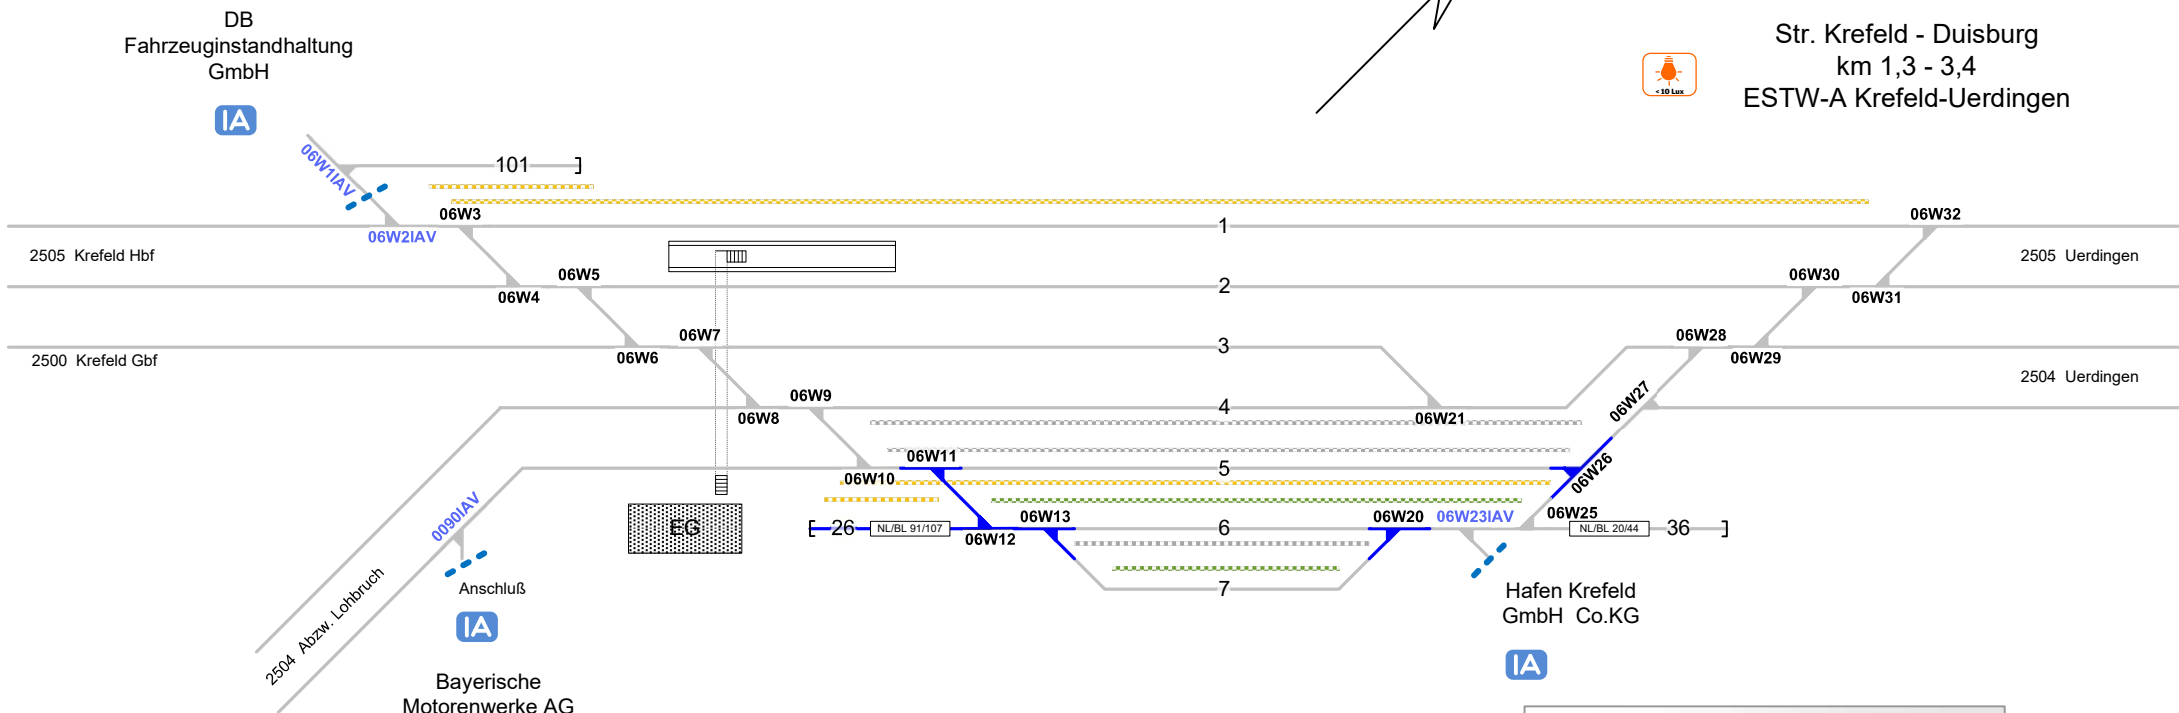 DB
Fahrzeuginstandhaltung
GmbH
IA
< 10 Lux
Str. Krefeld - Duisburg
km 1,3 - 3,4
ESTW-A Krefeld-Uerdingen
06W1IAV
101
06W3
06W32
06W2IAV
1
2505 Krefeld Hbf
2505 Uerdingen
06W5
06W30
06W4
2
06W31
06W7
06W28
2500 Krefeld Gbf
06W6
3
06W29
2504 Uerdingen
06W27
06W9
06W8
4
06W21
06W11
06W10
5
06W26
0090IAV
EG
26
NL/BL 91/107
06W12
06W13
6
06W20
06W23IAV
06W25
NL/BL 20/44
36
7
Anschluß
IA
2504 Abzw. Lohbruch
Hafen Krefeld
GmbH Co.KG
IA
Bayerische
Motorenwerke AG